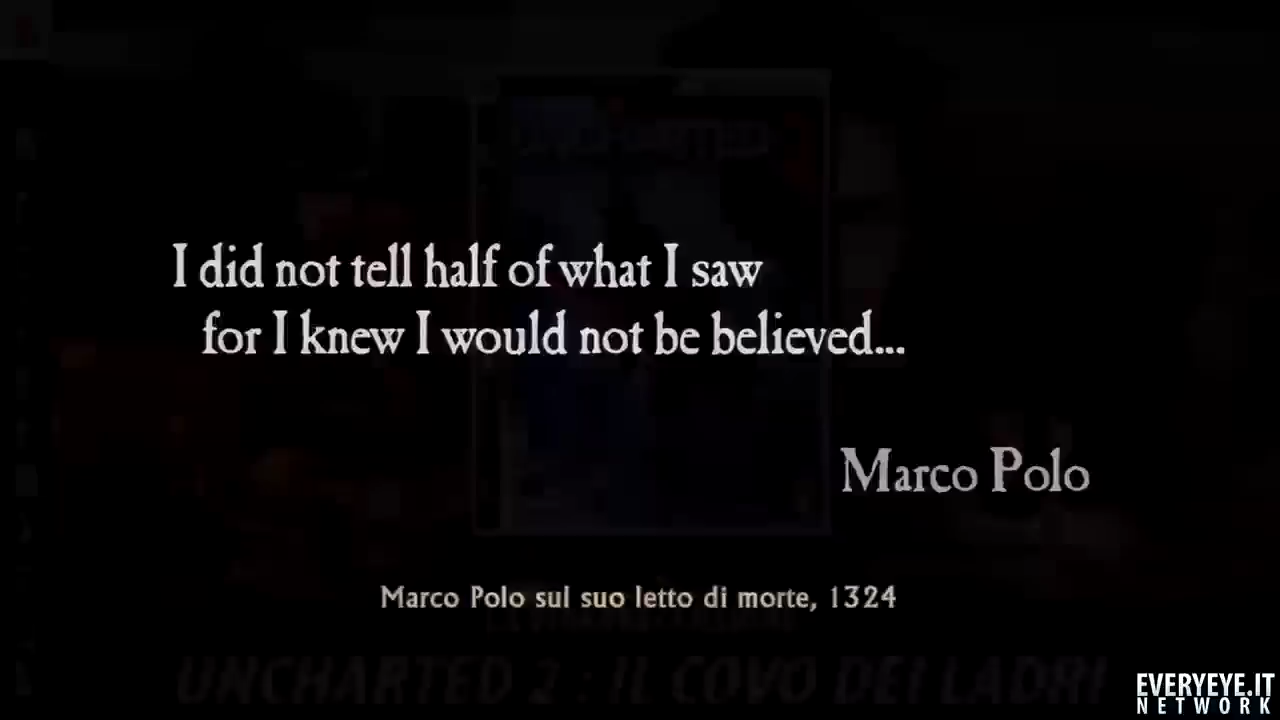 UNCHARTED
I did not tell half of what I saw
for I knew I would not be believed...
Marco Polo
Marco Polo sul suo letto di morte, 1324
UNCHARTED 2 : IL COVO DEI LADRI
EVERYEYE.IT
NETWORK